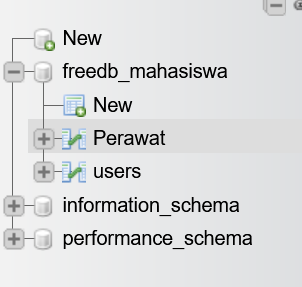 New
freedb_mahasiswa
New
Perawat
users
information_schema
performance_schema